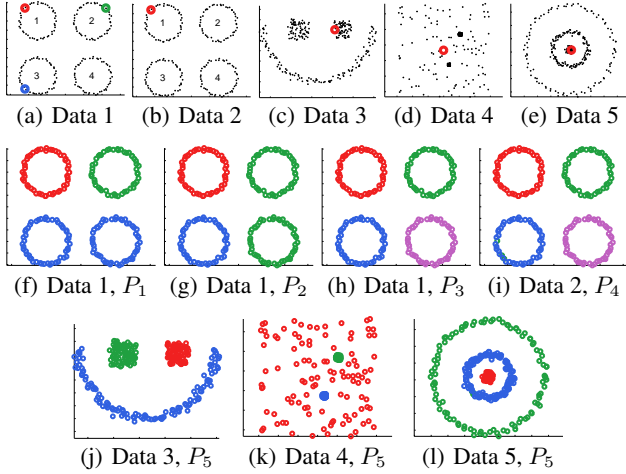 1 2 1 2
3 4 3 4
(a) Data 1 (b) Data 2 (c) Data 3 (d) Data 4 (e) Data 5
(f) Data 1, P₁ (g) Data 1, P₂ (h) Data 1, P₃ (i) Data 2, P₄
(j) Data 3, P₅ (k) Data 4, P₅ (l) Data 5, P₅